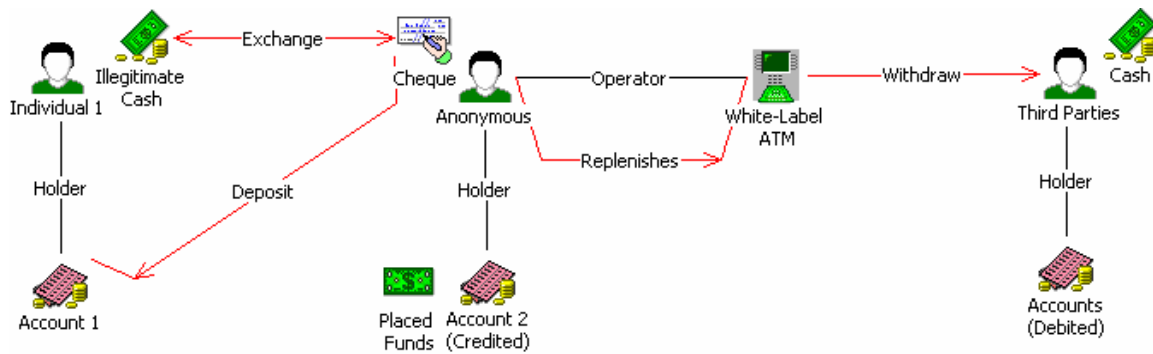 Exchange
Illegitimate
Cash
Cheque
Individual 1
Anonymous
Operator
White-Label
ATM
Withdraw
Cash
Third Parties
Replenishes
Holder
Deposit
Holder
Holder
Account 1
Placed
Funds
Account 2
(Credited)
Accounts
(Debited)